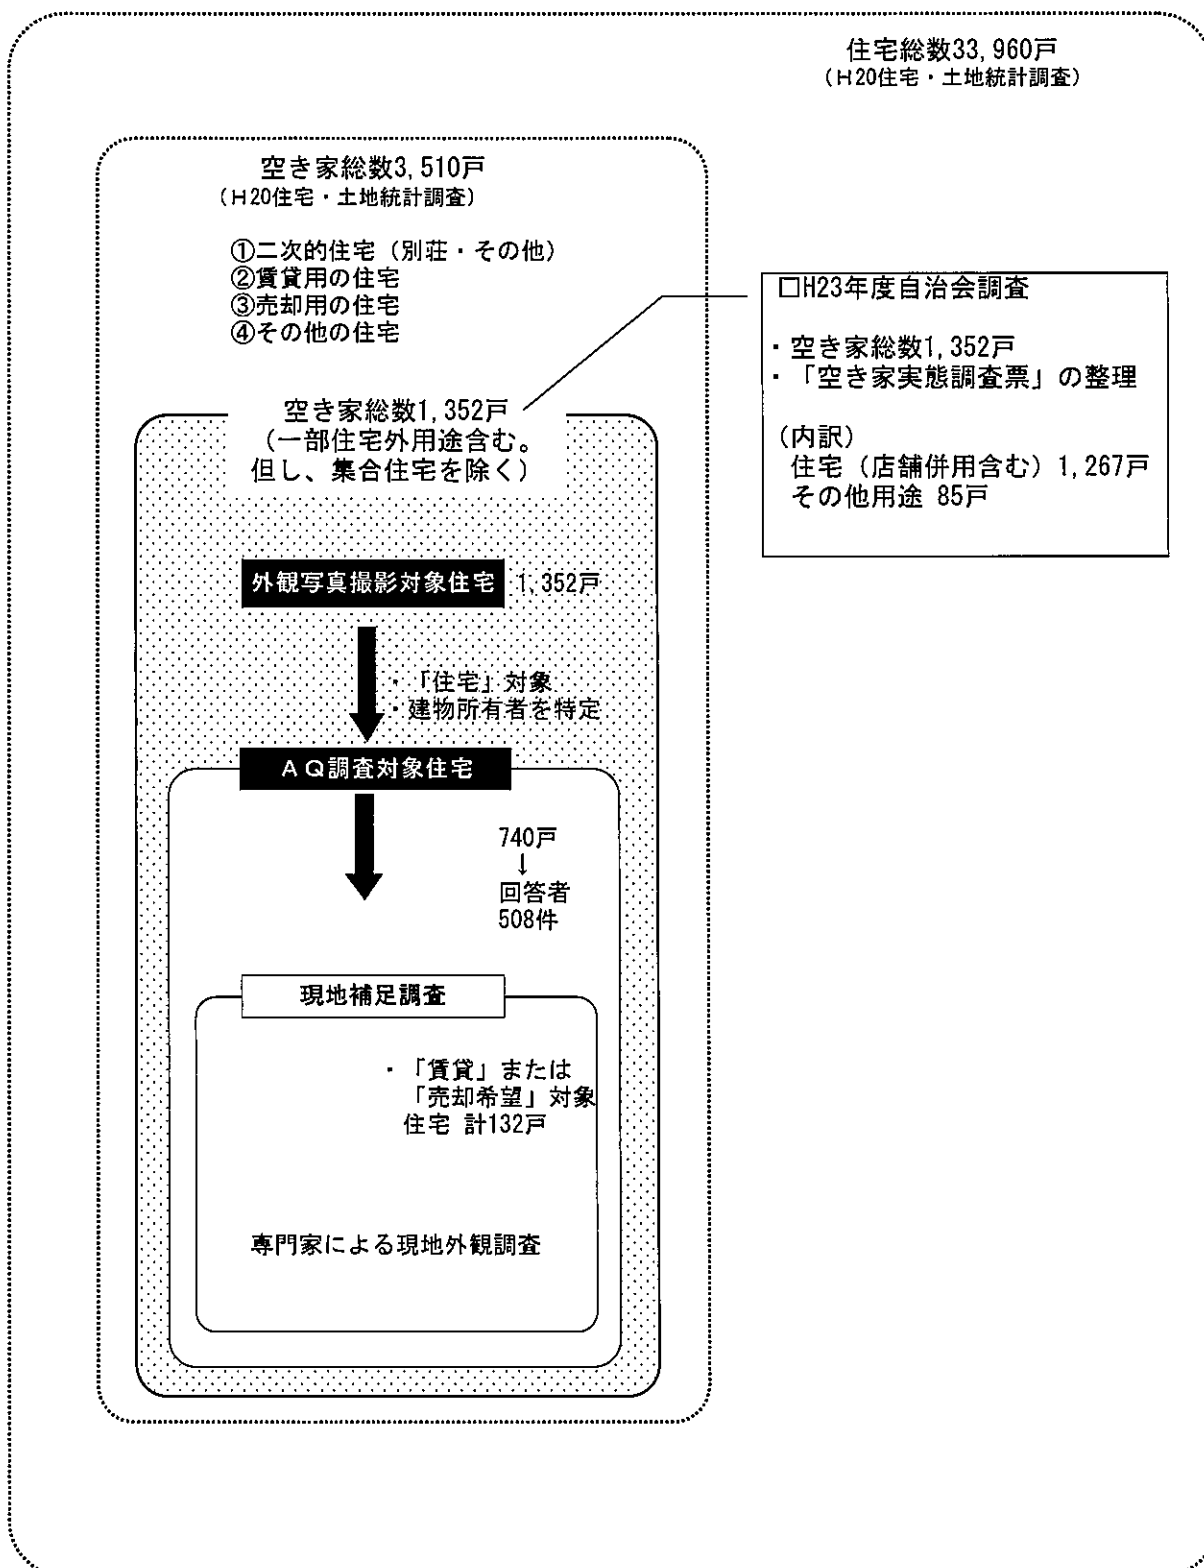 住宅総数33,960戸
(H20住宅・土地統計調査)
空き家総数3,510戸
(H20住宅・土地統計調査)
①二次的住宅(別荘・その他)
②賃貸用の住宅
③売却用の住宅
④その他の住宅
□H23年度自治会調査
・空き家総数1,352戸
・「空き家実態調査票」の整理
(内訳)
住宅(店舗併用含む)1,267戸
その他用途 85戸
空き家総数1,352戸
(一部住宅外用途含む。
但し、集合住宅を除く)
外観写真撮影対象住宅 1,352戸
・「住宅」対象
・建物所有者を特定
AQ調査対象住宅
740戸
↓
回答者
508件
現地補足調査
・「賃貸」または
「売却希望」対象
住宅 計132戸
専門家による現地外観調査